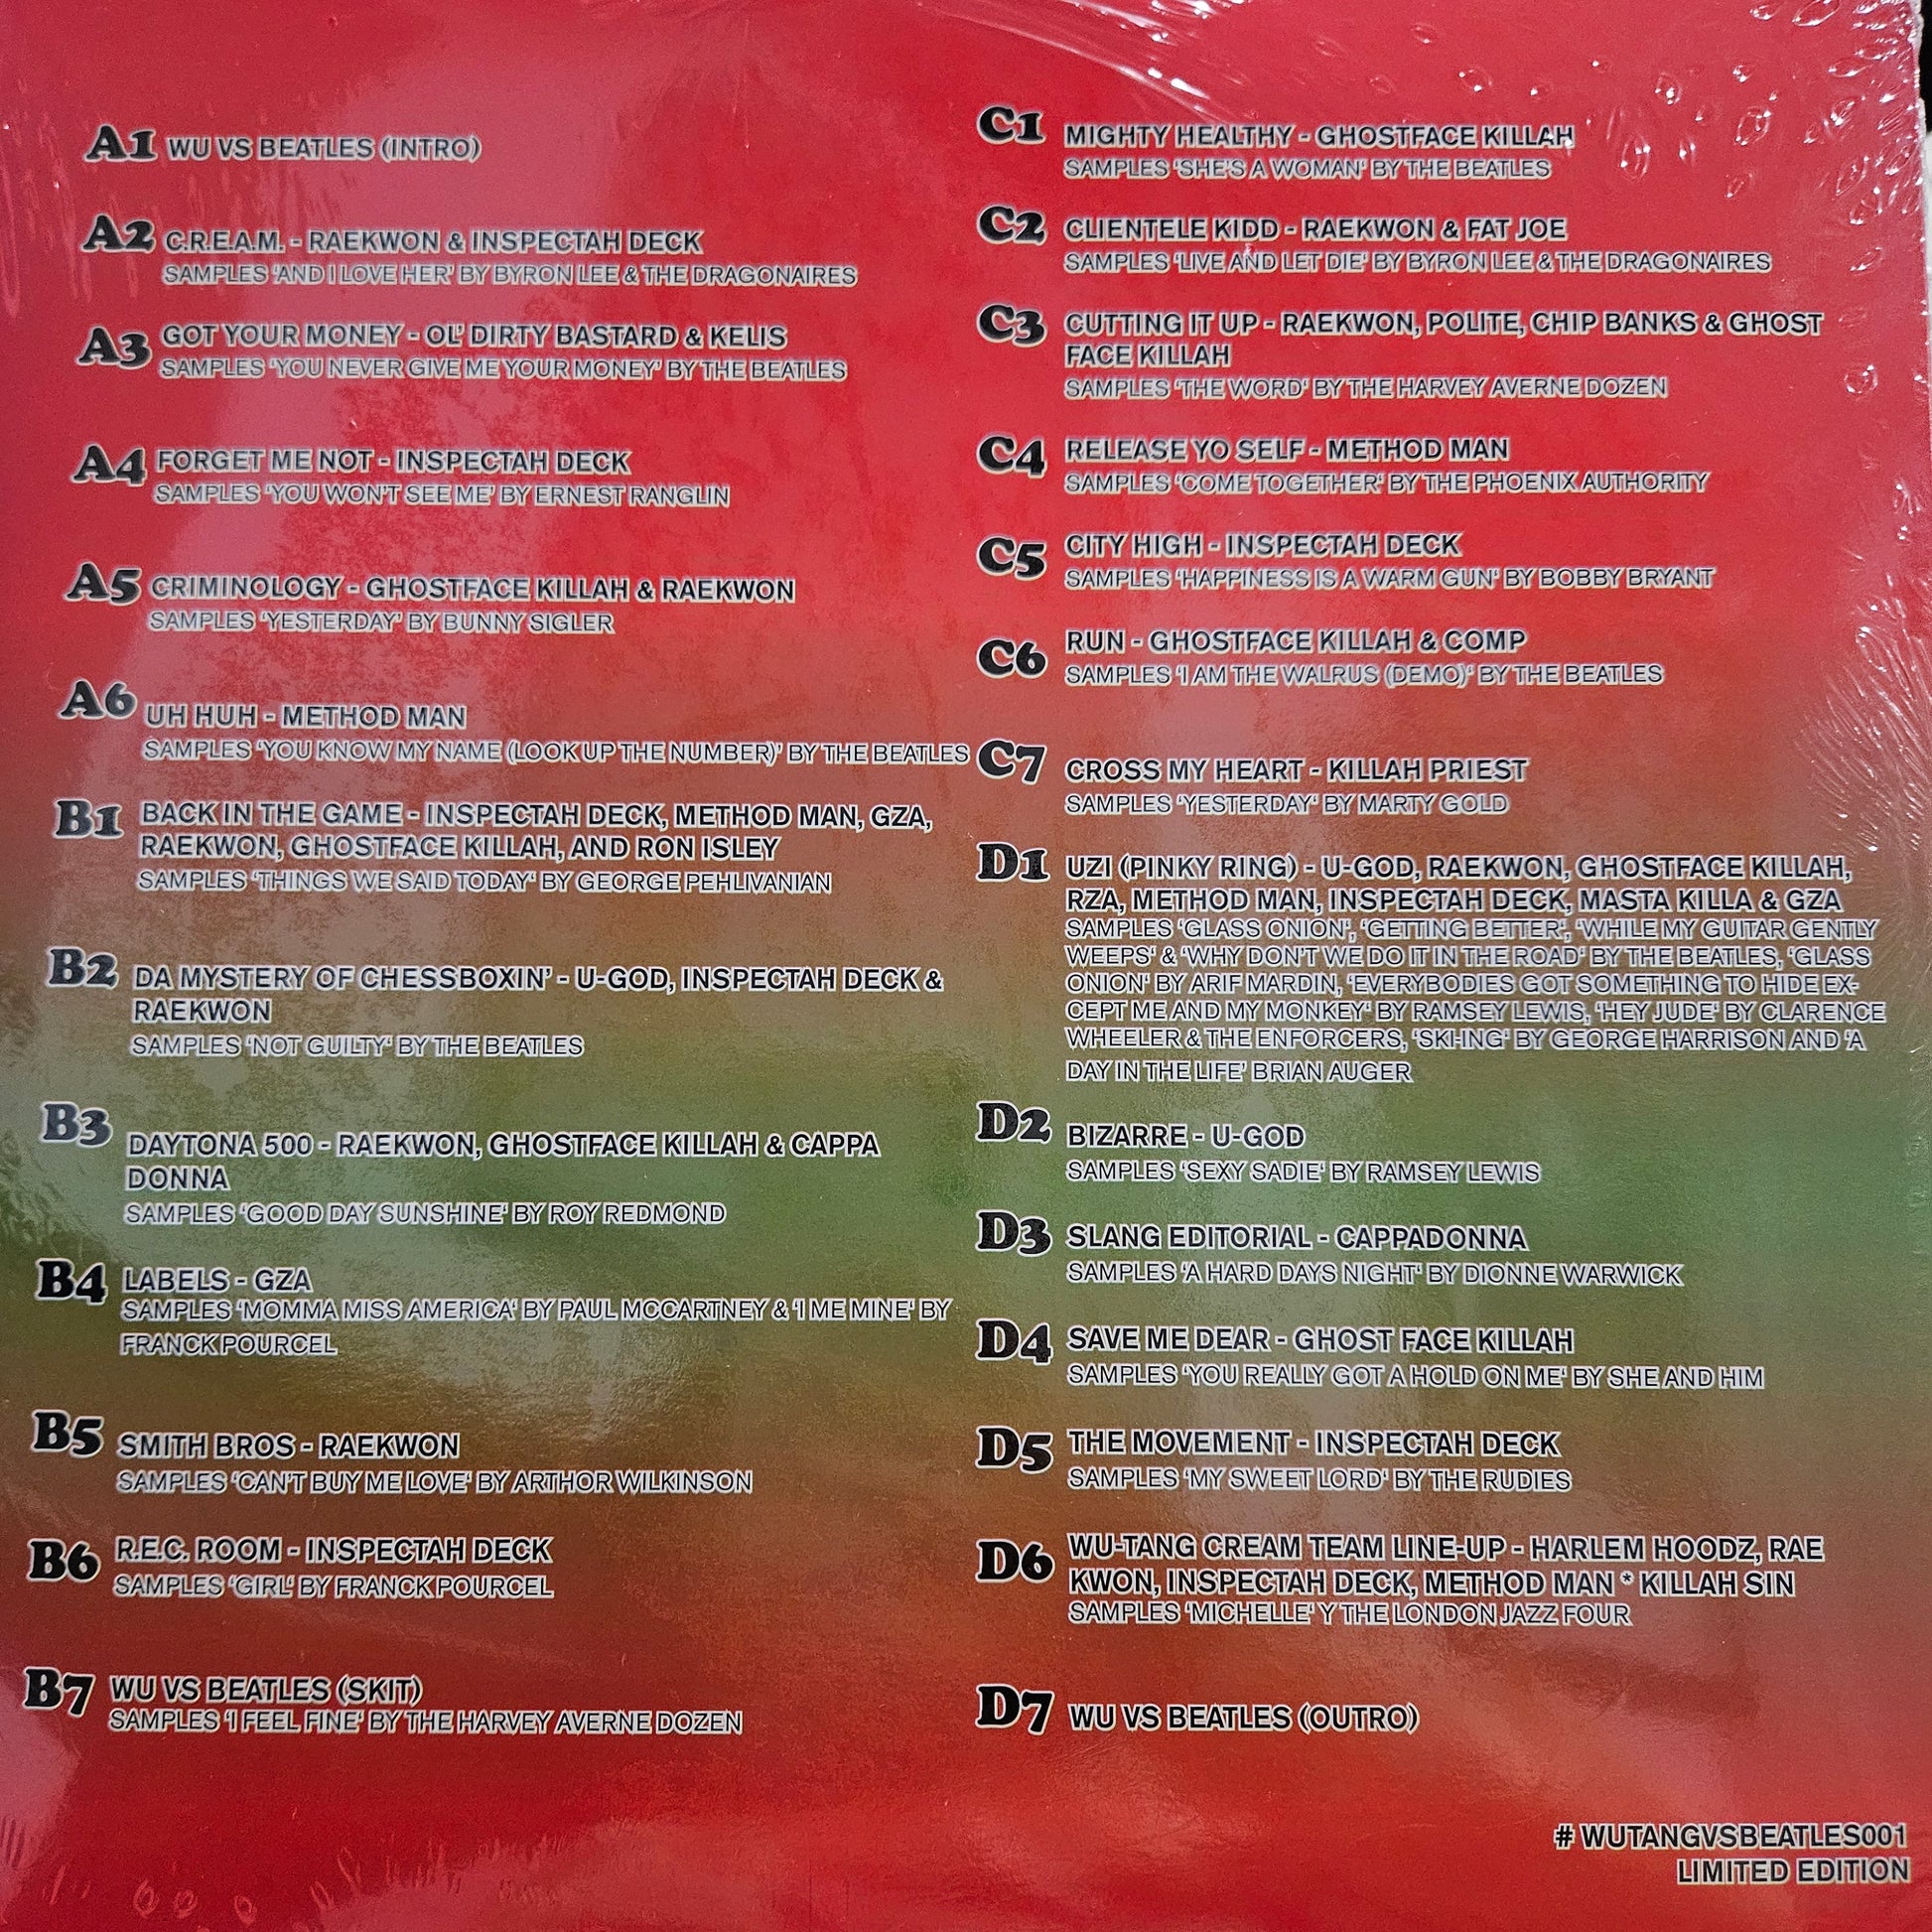 A1 WU VS BEATLES (INTRO)
A2 C.R.E.A.M. - RAEKWON & INSPECTAH DECK
SAMPLES 'AND I LOVE HER' BY BYRON LEE & THE DRAGONAIRES
A3 GOT YOUR MONEY - OL' DIRTY BASTARD & KELIS
SAMPLES 'YOU NEVER GIVE ME YOUR MONEY' BY THE BEATLES
A4 FORGET ME NOT - INSPECTAH DECK
SAMPLES 'YOU WON'T SEE ME' BY ERNEST RANGLIN
A5 CRIMINOLOGY - GHOSTFACE KILLAH & RAEKWON
SAMPLES 'YESTERDAY' BY BUNNY SIGLER
A6 UH HUH - METHOD MAN
SAMPLES 'YOU KNOW MY NAME (LOOK UP THE NUMBER)' BY THE BEATLES
B1 BACK IN THE GAME - INSPECTAH DECK, METHOD MAN, GZA,
RAEKWON, GHOSTFACE KILLAH, AND RON ISLEY
SAMPLES 'THINGS WE SAID TODAY' BY GEORGE PEHLIVANIAN
B2 DA MYSTERY OF CHESSBOXIN' - U-GOD, INSPECTAH DECK &
RAEKWON
SAMPLES 'NOT GUILTY' BY THE BEATLES
B3 DAYTONA 500 - RAEKWON, GHOSTFACE KILLAH & CAPPA
DONNA
SAMPLES 'GOOD DAY SUNSHINE' BY ROY REDMOND
B4 LABELS - GZA
SAMPLES 'MOMMA MISS AMERICA' BY PAUL MCCARTNEY & 'I ME MINE' BY
FRANCK POURCEL
B5 SMITH BROS - RAEKWON
SAMPLES 'CAN'T BUY ME LOVE' BY ARTHOR WILKINSON
B6 R.E.C. ROOM - INSPECTAH DECK
SAMPLES 'GIRL' BY FRANCK POURCEL
B7 WU VS BEATLES (SKIT)
SAMPLES 'I FEEL FINE' BY THE HARVEY AVERNE DOZEN
C1 MIGHTY HEALTHY - GHOSTFACE KILLAH
SAMPLES 'SHE'S A WOMAN' BY THE BEATLES
C2 CLIENTELE KIDD - RAEKWON & FAT JOE
SAMPLES 'LIVE AND LET DIE' BY BYRON LEE & THE DRAGONAIRES
C3 CUTTING IT UP - RAEKWON, POLITE, CHIP BANKS & GHOST
FACE KILLAH
SAMPLES 'THE WORD' BY THE HARVEY AVERNE DOZEN
C4 RELEASE YO SELF - METHOD MAN
SAMPLES 'COME TOGETHER' BY THE PHOENIX AUTHORITY
C5 CITY HIGH - INSPECTAH DECK
SAMPLES 'HAPPINESS IS A WARM GUN' BY BOBBY BRYANT
C6 RUN - GHOSTFACE KILLAH & COMP
SAMPLES 'I AM THE WALRUS (DEMO)' BY THE BEATLES
C7 CROSS MY HEART - KILLAH PRIEST
SAMPLES 'YESTERDAY' BY MARTY GOLD
D1 UZI (PINKY RING) - U-GOD, RAEKWON, GHOSTFACE KILLAH,
RZA, METHOD MAN, INSPECTAH DECK, MASTA KILLA & GZA
SAMPLES 'GLASS ONION', 'GETTING BETTER', 'WHILE MY GUITAR GENTLY
WEEPS' & 'WHY DON'T WE DO IT IN THE ROAD' BY THE BEATLES, 'GLASS
ONION' BY ARIF MARDIN, 'EVERYBODIES GOT SOMETHING TO HIDE EX-
CEPT ME AND MY MONKEY' BY RAMSEY LEWIS, 'HEY JUDE' BY CLARENCE
WHEELER & THE ENFORCERS, 'SKI-ING' BY GEORGE HARRISON AND 'A
DAY IN THE LIFE' BRIAN AUGER
D2 BIZARRE - U-GOD
SAMPLES 'SEXY SADIE' BY RAMSEY LEWIS
D3 SLANG EDITORIAL - CAPPADONNA
SAMPLES 'A HARD DAYS NIGHT' BY DIONNE WARWICK
D4 SAVE ME DEAR - GHOST FACE KILLAH
SAMPLES 'YOU REALLY GOT A HOLD ON ME' BY SHE AND HIM
D5 THE MOVEMENT - INSPECTAH DECK
SAMPLES 'MY SWEET LORD' BY THE RUDIES
D6 WU-TANG CREAM TEAM LINE-UP - HARLEM HOODZ, RAE
KWON, INSPECTAH DECK, METHOD MAN * KILLAH SIN
SAMPLES 'MICHELLE' Y THE LONDON JAZZ FOUR
D7 WU VS BEATLES (OUTRO)
# WUTANGVSBEATLES001
LIMITED EDITION